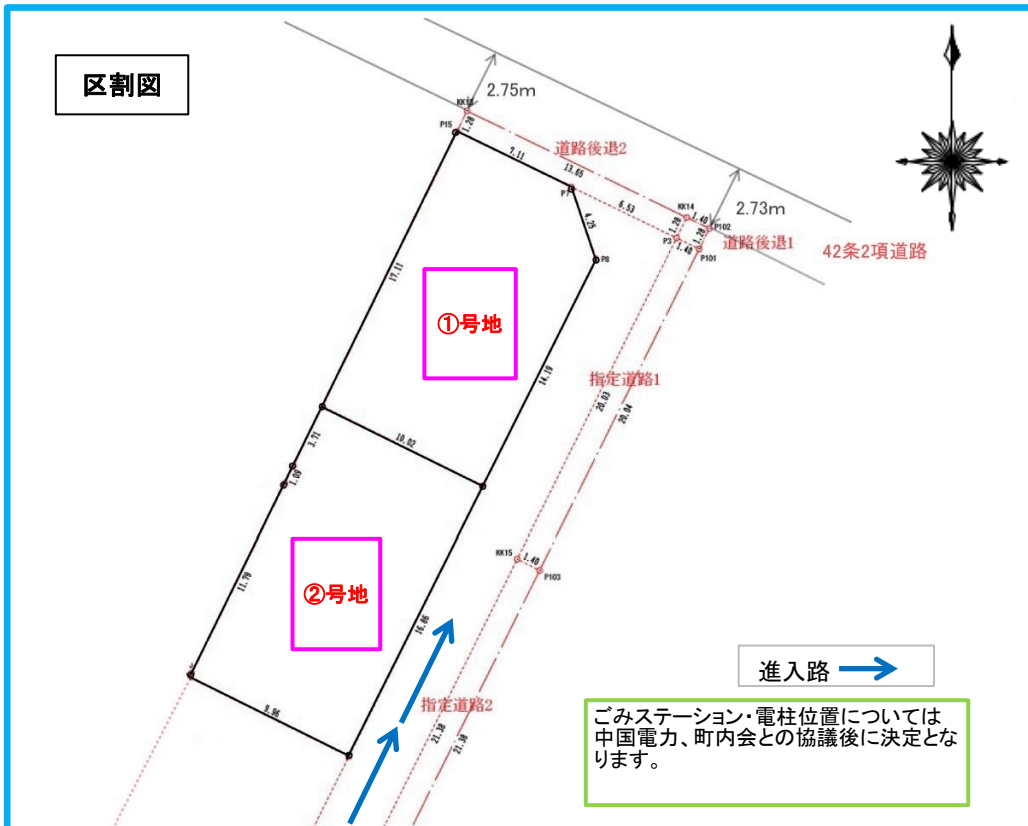 区割図
2.75m
KK13
P15
1.28
道路後退2
7.11
13.65
P7
6.53
KK14
1.40
P102
2.73m
1.28
1.28
P3
1.40
P101
道路後退1
42条2項道路
4.25
P8
17.11
①号地
14.19
指定道路1
20.03
20.04
3.71
10.02
1.09
KK15
1.40
P103
②号地
11.79
16.86
進入路
指定道路2
9.96
21.38
21.38
ごみステーション・電柱位置については
中国電力、町内会との協議後に決定とな
ります。